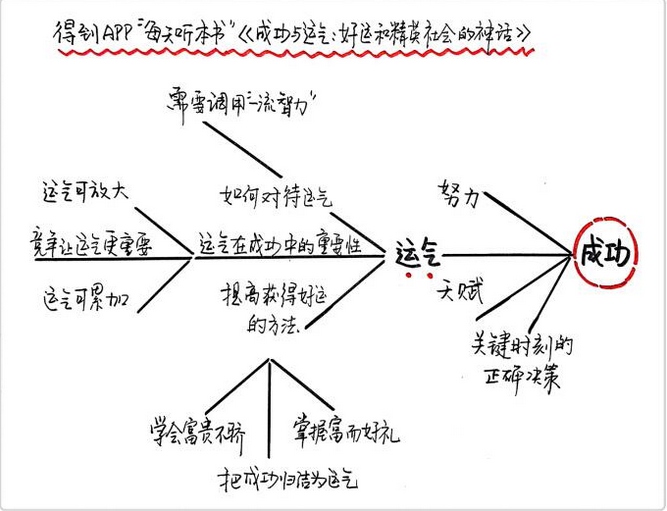 得到APP"每天听本书"《成功与运气:好运和精英社会的神话》
需要调用"一流智力"
运气可放大
如何对待运气
努力
竞争让运气更重要
运气在成功中的重要性
运气
成功
运气可累加
提高获得好运
的方法
天赋
关键时刻的
正确决策
学会富贵不骄
掌握富而好礼
把成功归结为运气